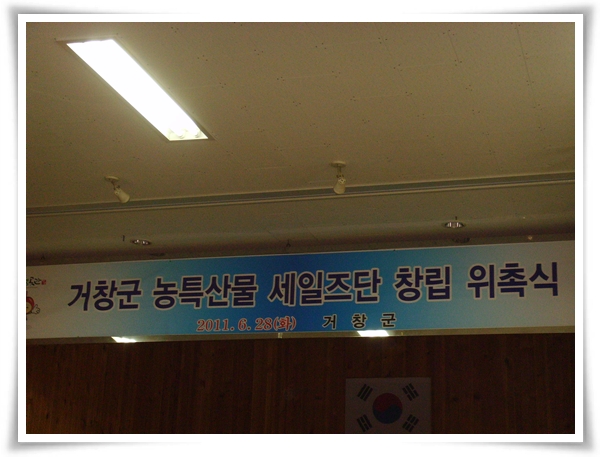 거창군 농특산물 세일즈단 창립 위촉식
2011. 6. 28(화) 거 창 군